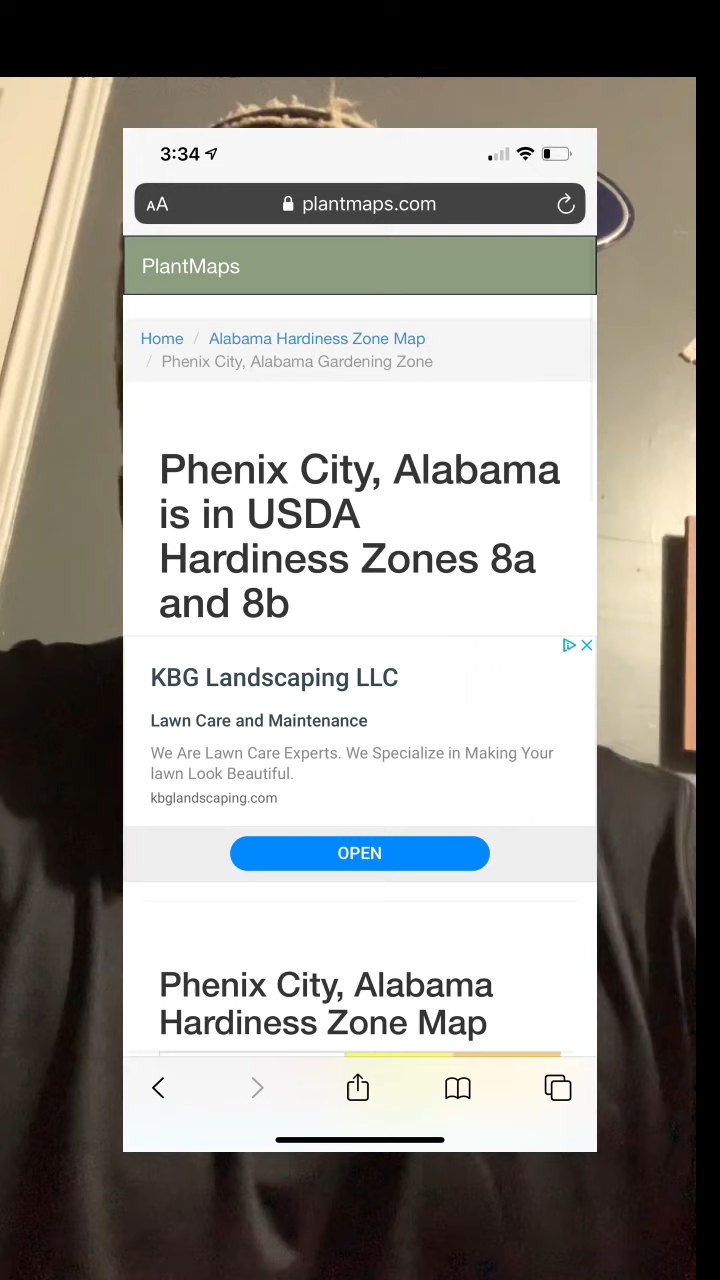 3:34
AA plantmaps.com
PlantMaps
Home / Alabama Hardiness Zone Map
/ Phenix City, Alabama Gardening Zone
Phenix City, Alabama
is in USDA
Hardiness Zones 8a
and 8b
KBG Landscaping LLC
Lawn Care and Maintenance
We Are Lawn Care Experts. We Specialize in Making Your
lawn Look Beautiful.
kbglandscaping.com
OPEN
Phenix City, Alabama
Hardiness Zone Map